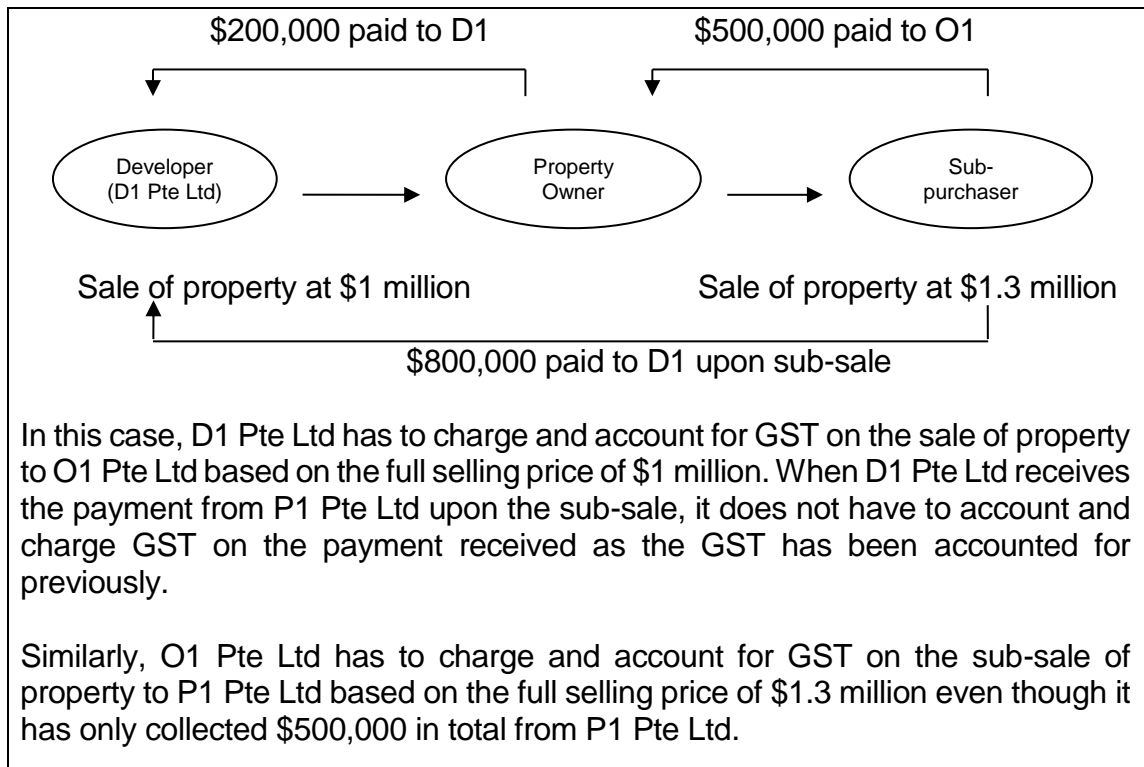 $200,000 paid to D1
$500,000 paid to O1
Developer
(D1 Pte Ltd)
Property
Owner
Sub-
purchaser
Sale of property at $1 million
Sale of property at $1.3 million
$800,000 paid to D1 upon sub-sale
In this case, D1 Pte Ltd has to charge and account for GST on the sale of property
to O1 Pte Ltd based on the full selling price of $1 million. When D1 Pte Ltd receives
the payment from P1 Pte Ltd upon the sub-sale, it does not have to account and
charge GST on the payment received as the GST has been accounted for
previously.
Similarly, O1 Pte Ltd has to charge and account for GST on the sub-sale of
property to P1 Pte Ltd based on the full selling price of $1.3 million even though it
has only collected $500,000 in total from P1 Pte Ltd.